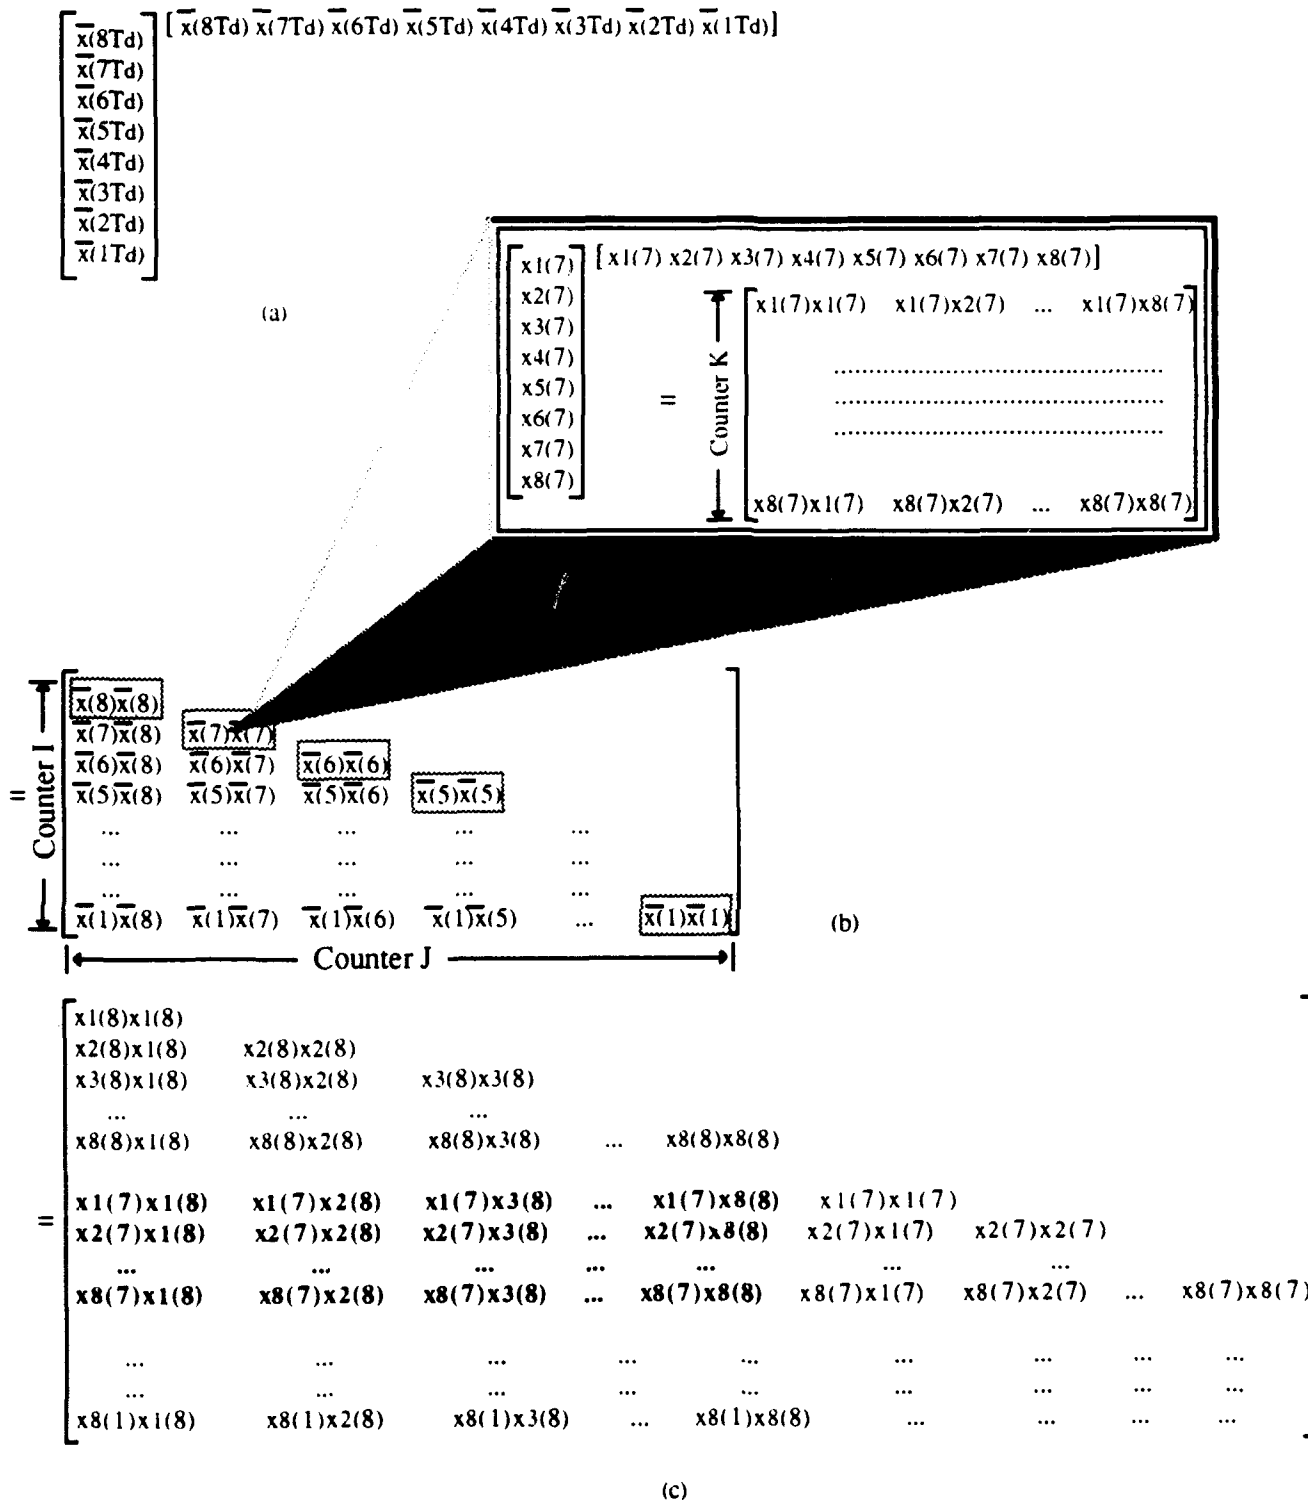 [ x̅(8Td) x̅(7Td) x̅(6Td) x̅(5Td) x̅(4Td) x̅(3Td) x̅(2Td) x̅(1Td)]
x̅(8Td)
x̅(7Td)
x̅(6Td)
x̅(5Td)
x̅(4Td)
x̅(3Td)
x̅(2Td)
x̅(1Td)
(a)
[x1(7) x2(7) x3(7) x4(7) x5(7) x6(7) x7(7) x8(7)]
x1(7)
x2(7)
x3(7)
x4(7)
x5(7)
x6(7)
x7(7)
x8(7)
=
Counter K
x1(7)x1(7) x1(7)x2(7) ... x1(7)x8(7)
................................................
................................................
................................................
x8(7)x1(7) x8(7)x2(7) ... x8(7)x8(7)
=
Counter I
x̅(8)x̅(8)
x̅(7)x̅(8) x̅(7)x̅(7)
x̅(6)x̅(8) x̅(6)x̅(7) x̅(6)x̅(6)
x̅(5)x̅(8) x̅(5)x̅(7) x̅(5)x̅(6) x̅(5)x̅(5)
... ... ... ... ...
... ... ... ... ...
... ... ... ... ...
x̅(1)x̅(8) x̅(1)x̅(7) x̅(1)x̅(6) x̅(1)x̅(5) ... x̅(1)x̅(1)
(b)
Counter J
=
x1(8)x1(8)
x2(8)x1(8) x2(8)x2(8)
x3(8)x1(8) x3(8)x2(8) x3(8)x3(8)
... ... ...
x8(8)x1(8) x8(8)x2(8) x8(8)x3(8) ... x8(8)x8(8)
x1(7)x1(8) x1(7)x2(8) x1(7)x3(8) ... x1(7)x8(8) x1(7)x1(7)
x2(7)x1(8) x2(7)x2(8) x2(7)x3(8) ... x2(7)x8(8) x2(7)x1(7) x2(7)x2(7)
... ... ... ... ... ... ...
x8(7)x1(8) x8(7)x2(8) x8(7)x3(8) ... x8(7)x8(8) x8(7)x1(7) x8(7)x2(7) ... x8(7)x8(7)
... ... ... ... ... ... ... ... ...
... ... ... ... ... ... ... ... ...
x8(1)x1(8) x8(1)x2(8) x8(1)x3(8) ... x8(1)x8(8) ... ... ... ...
(c)